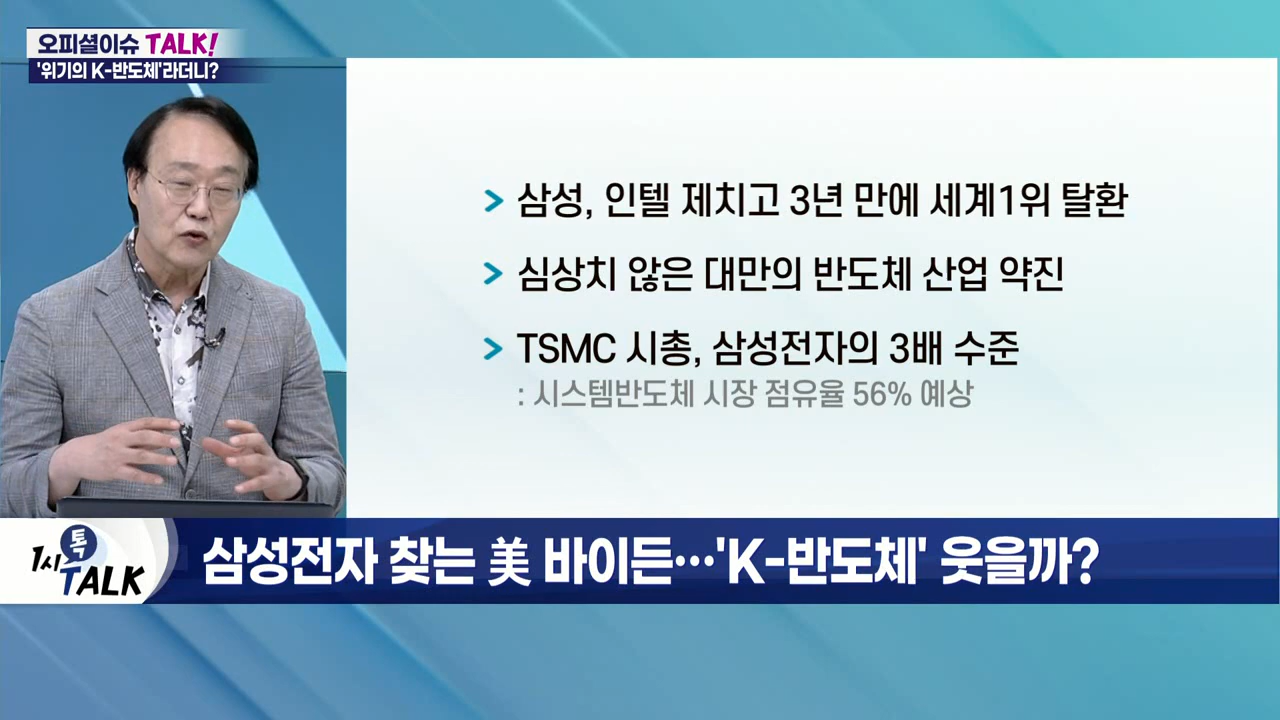 오피셜이슈 TALK!
'위기의 K-반도체'라더니?
> 삼성, 인텔 제치고 3년 만에 세계1위 탈환
> 심상치 않은 대만의 반도체 산업 약진
> TSMC 시총, 삼성전자의 3배 수준
: 시스템반도체 시장 점유율 56% 예상
1시톡
TALK
삼성전자 찾는 美 바이든…'K-반도체' 웃을까?